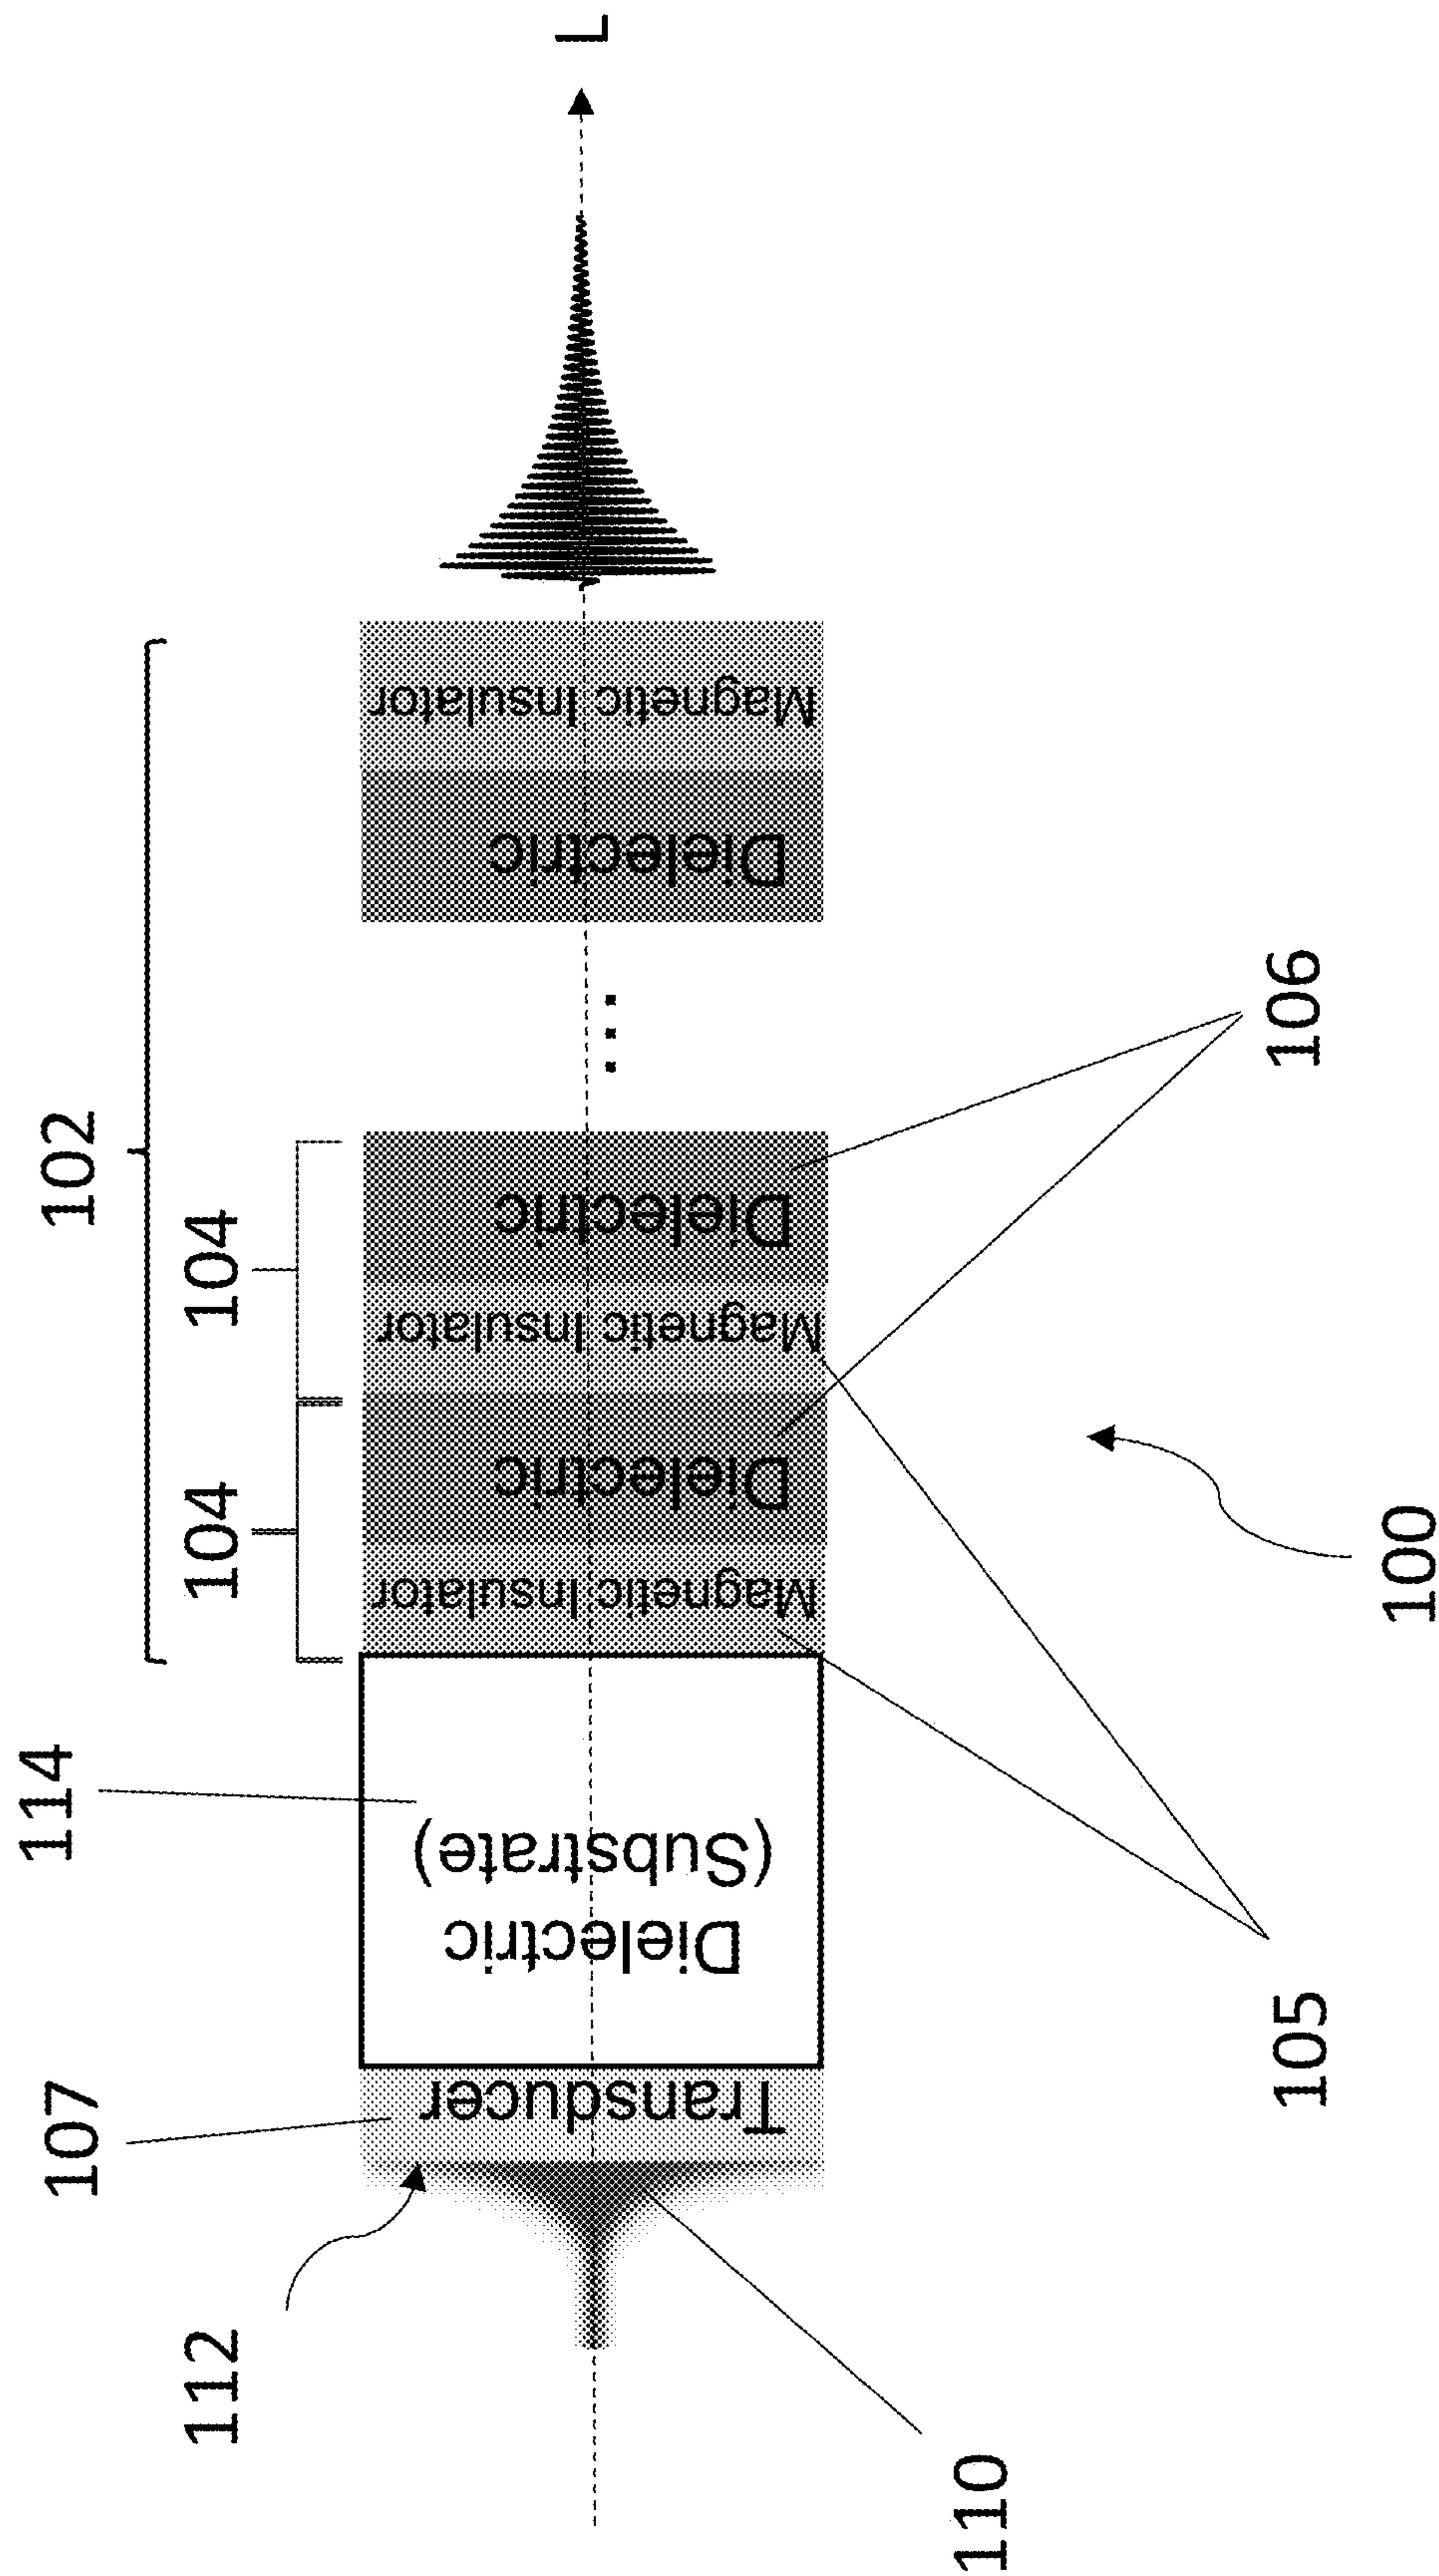 102
104
104
114
107
112
L
Transducer
Dielectric
(Substrate)
Magnetic Insulator
Dielectric
Magnetic Insulator
Dielectric
...
Dielectric
Magnetic Insulator
110
105
106
100